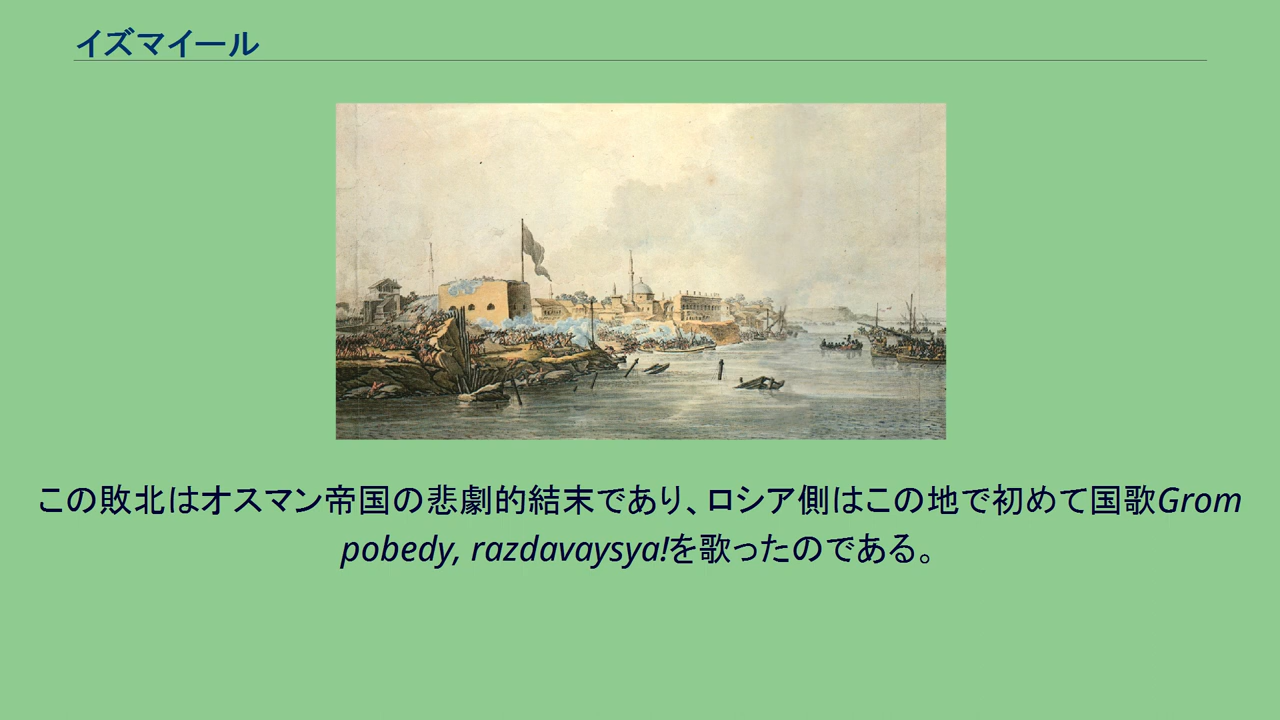 イズマイール
この敗北はオスマン帝国の悲劇的結末であり、ロシア側はこの地で初めて国歌Grom
pobedy, razdavaysya!を歌ったのである。